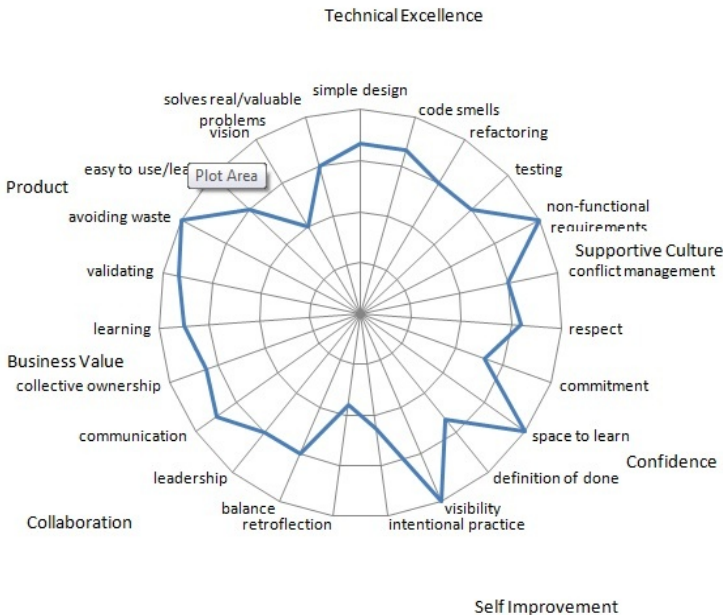 Technical Excellence
simple design
solves real/valuable
problems
code smells
vision
refactoring
easy to use/lea
testing
Plot Area
Product
avoiding waste
non-functional
requirements
Supportive Culture
validating
conflict management
learning
respect
Business Value
collective ownership
commitment
communication
space to learn
Confidence
leadership
definition of done
balance
visibility
retroflection
intentional practice
Collaboration
Self Improvement